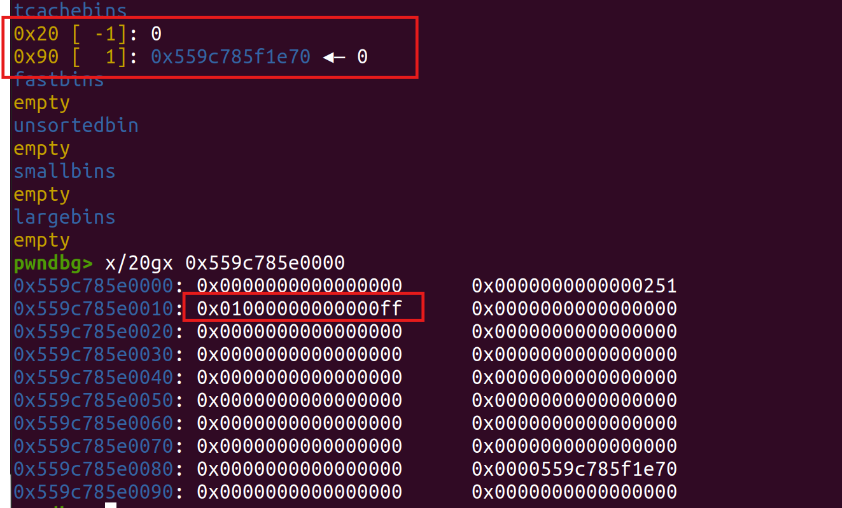 tcachebins
0x20 [ -1]: 0
0x90 [  1]: 0x559c785f1e70 ◂— 0
fastbins
empty
unsortedbin
empty
smallbins
empty
largebins
empty
pwndbg> x/20gx 0x559c785e0000
0x559c785e0000: 0x0000000000000000 0x0000000000000251
0x559c785e0010: 0x01000000000000ff 0x0000000000000000
0x559c785e0020: 0x0000000000000000 0x0000000000000000
0x559c785e0030: 0x0000000000000000 0x0000000000000000
0x559c785e0040: 0x0000000000000000 0x0000000000000000
0x559c785e0050: 0x0000000000000000 0x0000000000000000
0x559c785e0060: 0x0000000000000000 0x0000000000000000
0x559c785e0070: 0x0000000000000000 0x0000000000000000
0x559c785e0080: 0x0000000000000000 0x0000559c785f1e70
0x559c785e0090: 0x0000000000000000 0x0000000000000000